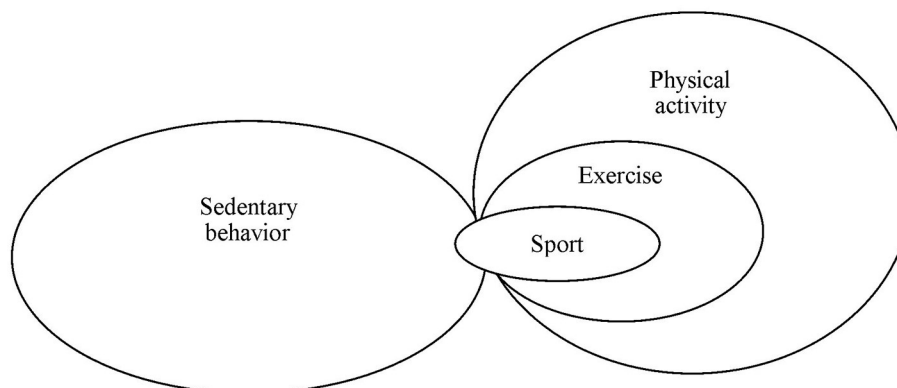 Physical
activity
Exercise
Sedentary
behavior
Sport